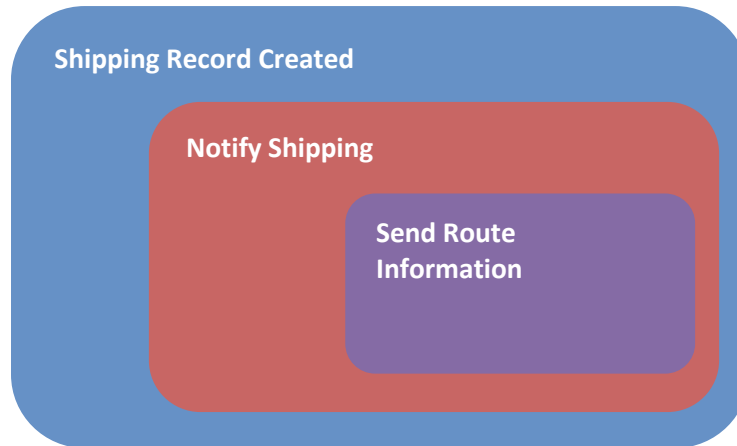 Shipping Record Created
Notify Shipping
Send Route
Information